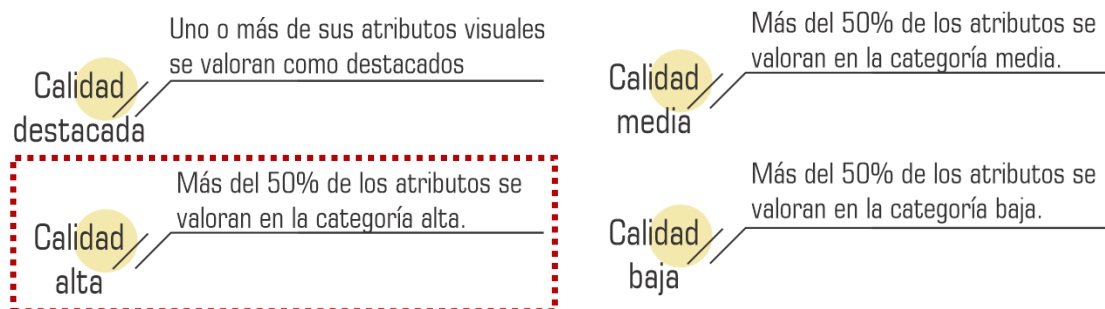 Uno o más de sus atributos visuales
se valoran como destacados
Calidad
destacada
Más del 50% de los atributos se
valoran en la categoría alta.
Calidad
alta
Más del 50% de los atributos se
valoran en la categoría media.
Calidad
media
Más del 50% de los atributos se
valoran en la categoría baja.
Calidad
baja